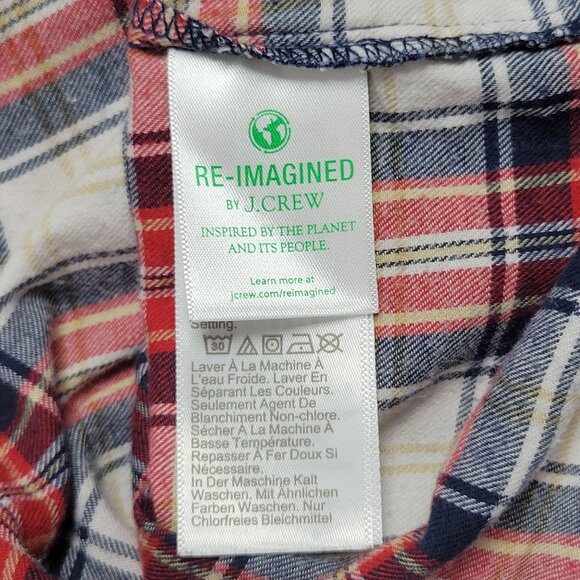 RE-IMAGINED
BY J.CREW
INSPIRED BY THE PLANET
AND ITS PEOPLE.
Learn more at
jcrew.com/reimagined
Setting.
30
Laver À La Machine À
L'eau Froide. Laver En
Séparant Les Couleurs.
Seulement Agent De
Blanchiment Non-chlore.
Sécher À La Machine À
Basse Température.
Repasser À Fer Doux Si
Nécessaire.
In Der Maschine Kalt
Waschen. Mit Ähnlichen
Farben Waschen. Nur
Chlorfreies Bleichmittel